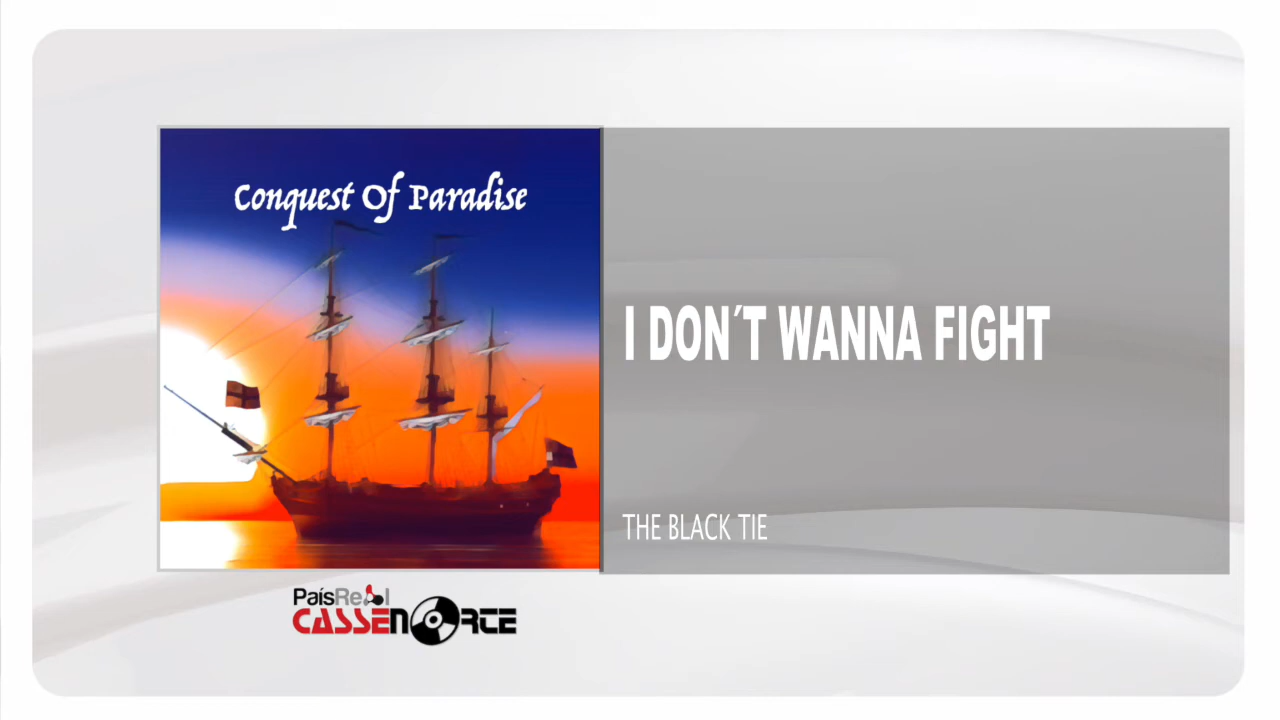 Conquest Of Paradise
I DON´T WANNA FIGHT
THE BLACK TIE
PaísReal
CASSENORTE